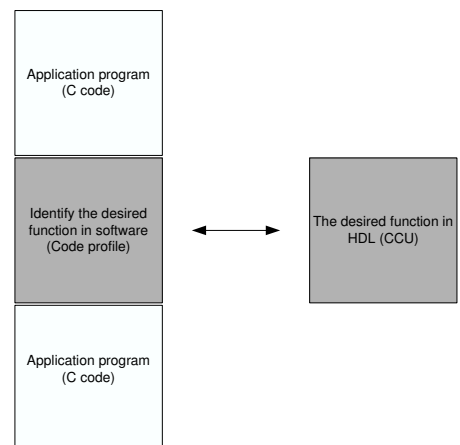 Application program
(C code)
Identify the desired
function in software
(Code profile)
The desired function in
HDL (CCU)
Application program
(C code)